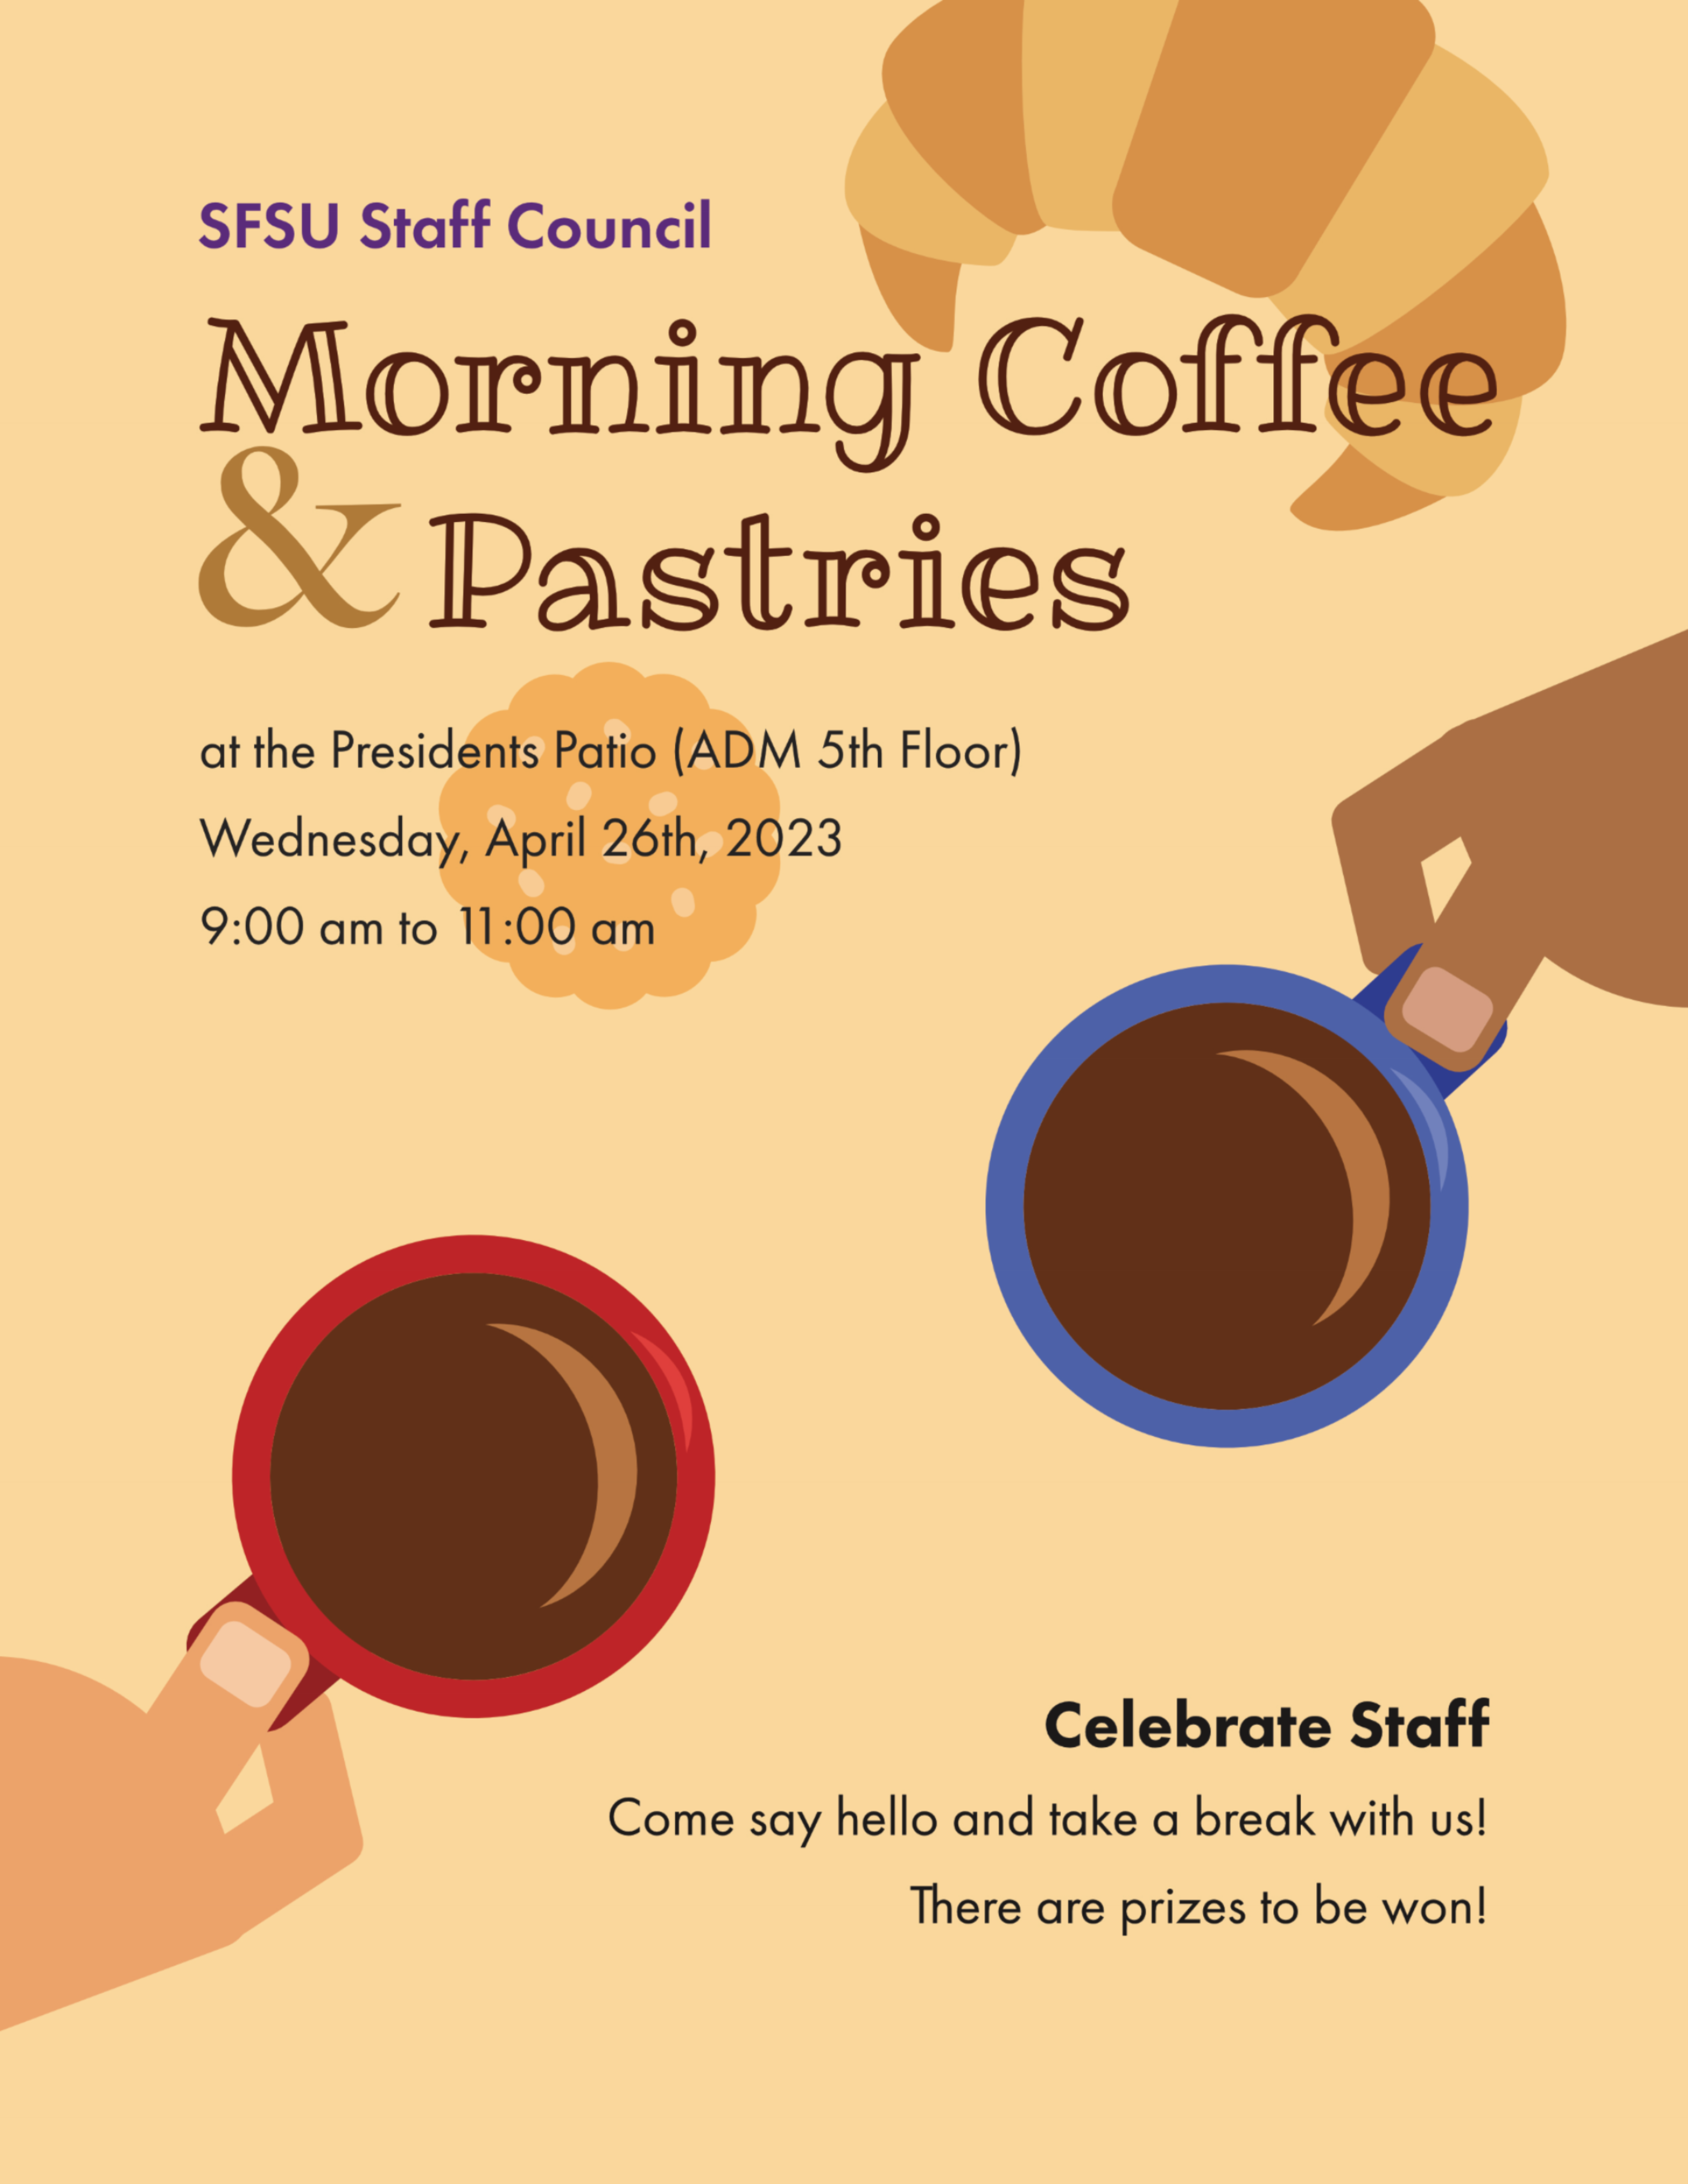 SFSU Staff Council
Morning Coffee
& Pastries
at the Presidents Patio (ADM 5th Floor)
Wednesday, April 26th, 2023
9:00 am to 11:00 am
Celebrate Staff
Come say hello and take a break with us!
There are prizes to be won!